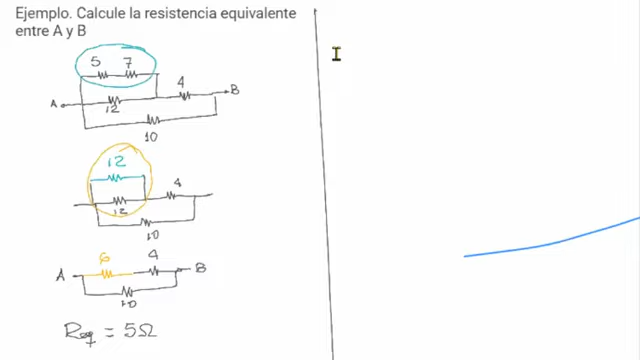 Ejemplo. Calcule la resistencia equivalente
entre A y B
5 7
4
A 12 B
10
12
4
12
10
6 4
A B
10
Req = 5Ω